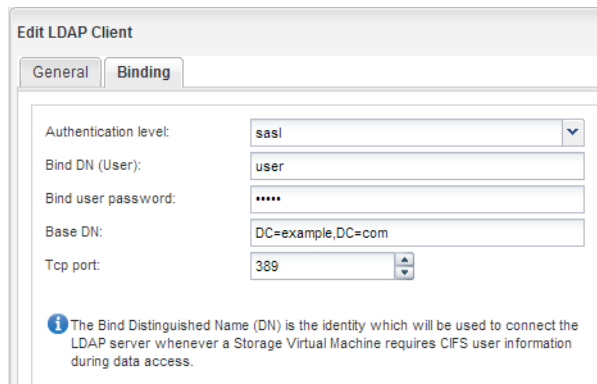 Edit LDAP Client
General Binding
Authentication level: sasl
Bind DN (User): user
Bind user password: •••••
Base DN: DC=example,DC=com
Tcp port: 389
The Bind Distinguished Name (DN) is the identity which will be used to connect the
LDAP server whenever a Storage Virtual Machine requires CIFS user information
during data access.